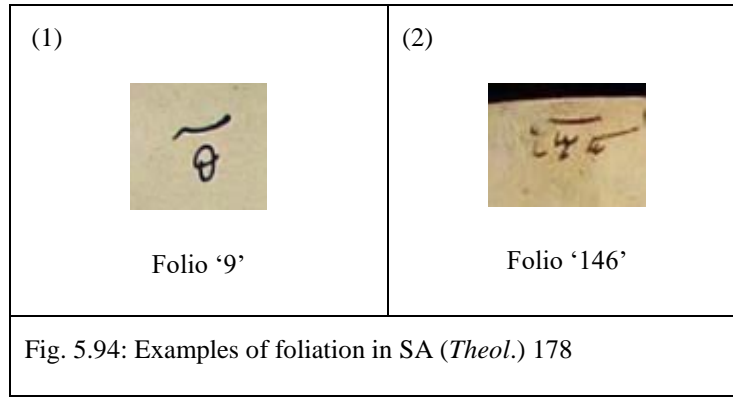 (1)
(2)
ⲑ̅
Folio ‘9’
Folio ‘146’
Fig. 5.94: Examples of foliation in SA (Theol.) 178